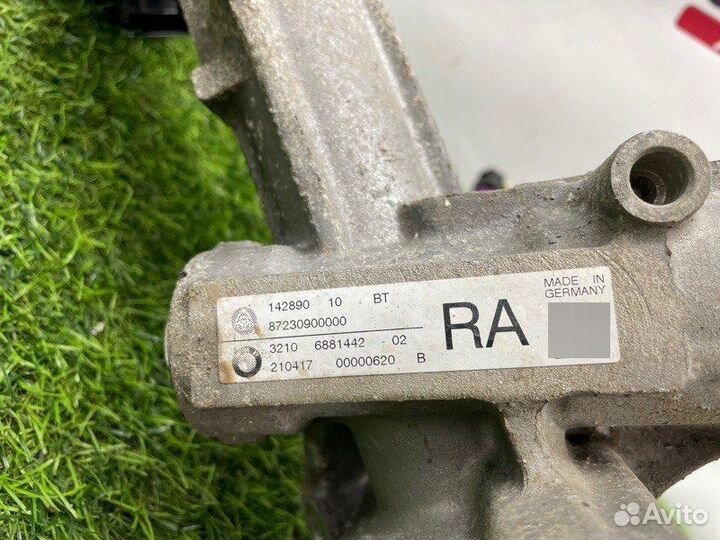 142890 10 BT
87230900000
3210 6881442 02
210417 00000620 B
RA
MADE IN
GERMANY
Avito